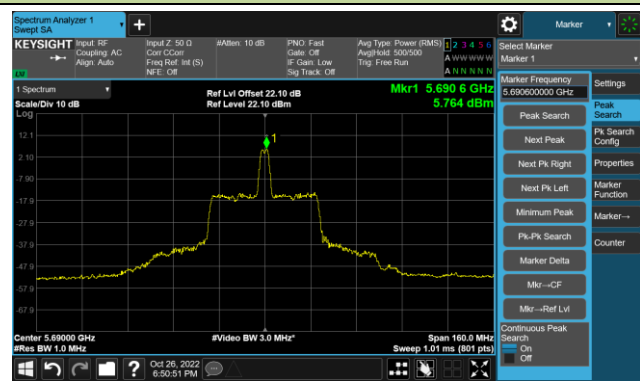 Spectrum Analyzer 1
Swept SA
+
Marker
KEYSIGHT
Input: RF
Coupling: AC
Align: Auto
Input Z: 50 Ω
Corr CCorr
Freq Ref: Int (S)
NFE: Off
#Atten: 10 dB
PNO: Fast
Gate: Off
IF Gain: Low
Sig Track: Off
Avg Type: Power (RMS)
Avg|Hold: 500/500
Trig: Free Run
1 2 3 4 5 6
A W W W W W
A N N N N N
LXI
Select Marker
Marker 1
1 Spectrum
Scale/Div 10 dB
Log
Ref Lvl Offset 22.10 dB
Ref Level 22.10 dBm
Mkr1 5.690 6 GHz
5.764 dBm
1
12.1
2.10
-7.90
-17.9
-27.9
-37.9
-47.9
-57.9
-67.9
Center 5.69000 GHz
#Res BW 1.0 MHz
#Video BW 3.0 MHz*
Span 160.0 MHz
Sweep 1.01 ms (801 pts)
Marker Frequency
5.690600000 GHz
Peak Search
Next Peak
Next Pk Right
Next Pk Left
Minimum Peak
Pk-Pk Search
Marker Delta
Mkr→CF
Mkr→Ref Lvl
Continuous Peak
Search
On
Off
Settings
Peak
Search
Pk Search
Config
Properties
Marker
Function
Marker→
Counter
?
Oct 26, 2022
6:50:51 PM